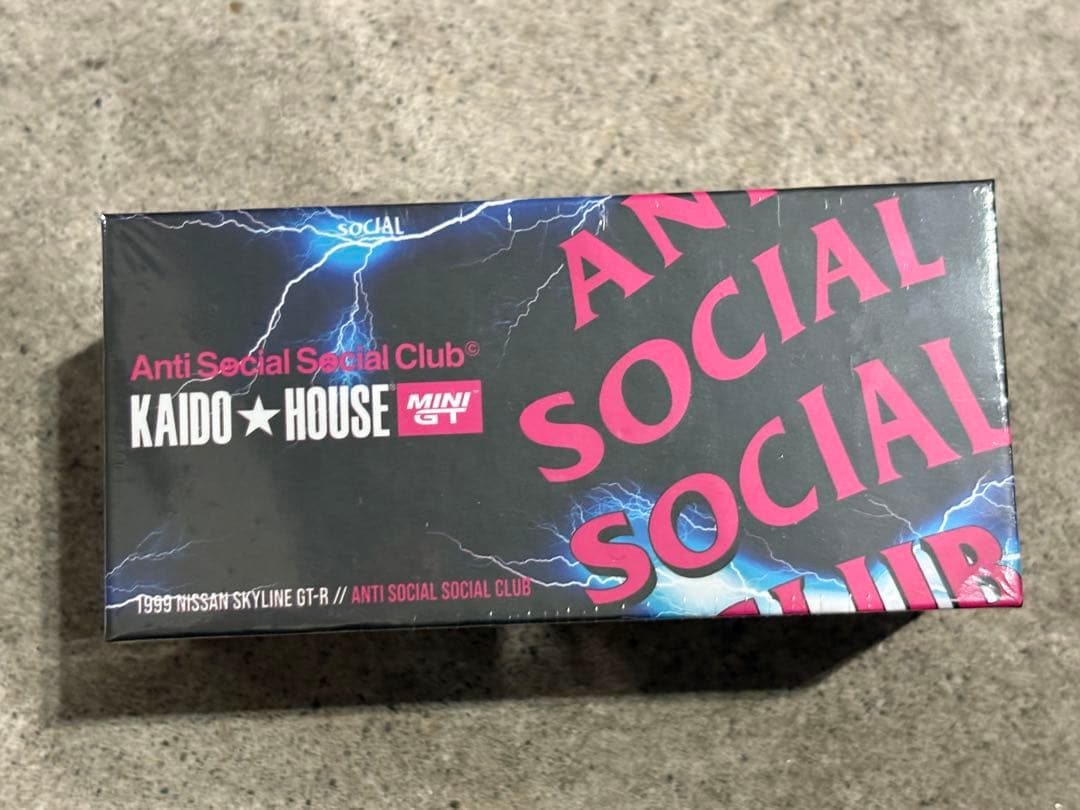 SOCIAL
Anti Social Social Club©
KAIDO★HOUSE®
MINI GT™
1999 NISSAN SKYLINE GT-R // ANTI SOCIAL SOCIAL CLUB
ANTI
SOCIAL
SOCIAL
CLUB